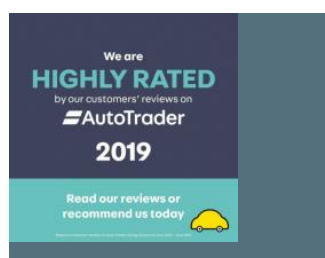 We are
HIGHLY RATED
by our customers' reviews on
AutoTrader
2019
Read our reviews or
recommend us today